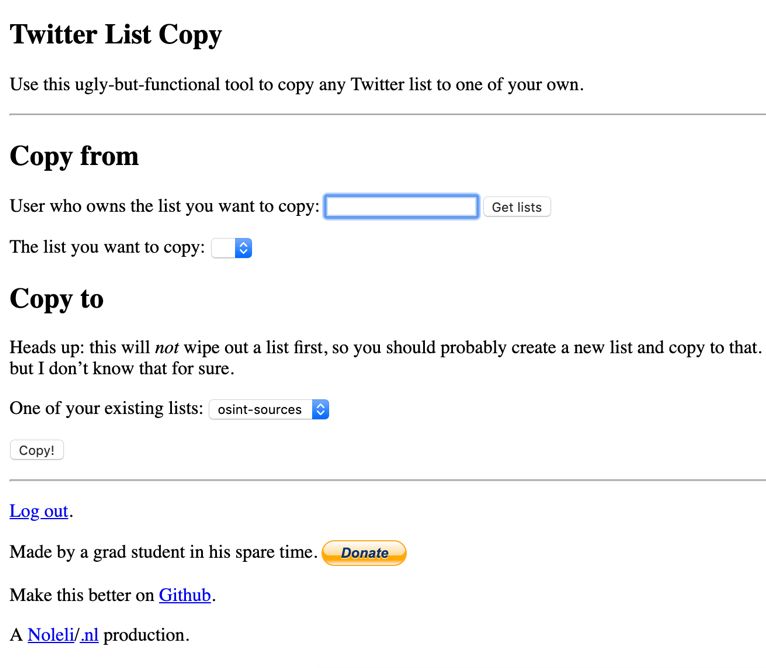 Twitter List Copy
Use this ugly-but-functional tool to copy any Twitter list to one of your own.
Copy from
User who owns the list you want to copy: Get lists
The list you want to copy:
Copy to
Heads up: this will not wipe out a list first, so you should probably create a new list and copy to that.
but I don’t know that for sure.
One of your existing lists: osint-sources
Copy!
Log out.
Made by a grad student in his spare time. Donate
Make this better on Github.
A Noleli/.nl production.